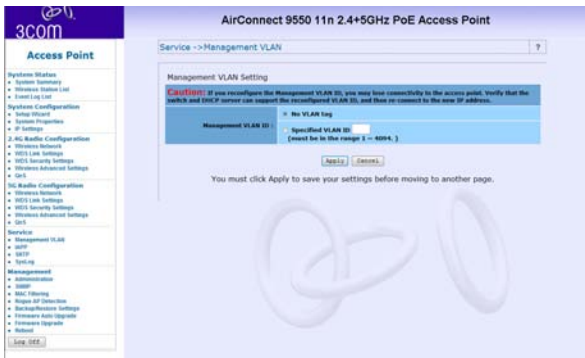 3COM
AirConnect 9550 11n 2.4+5GHz PoE Access Point
Access Point
System Status
System Summary
Wireless Station List
Event Log List
System Configuration
Setup Wizard
System Properties
IP Settings
2.4G Radio Configuration
Wireless Network
WDS Link Settings
WDS Security Settings
Wireless Advanced Settings
QoS
5G Radio Configuration
Wireless Network
WDS Link Settings
WDS Security Settings
Wireless Advanced Settings
QoS
Service
Management VLAN
IAPP
SNTP
SysLog
Management
Administration
SNMP
MAC Filtering
Rogue AP Detection
Backup/Restore Settings
Firmware Auto Upgrade
Firmware Upgrade
Reboot
Log Off
Service ->Management VLAN
?
Management VLAN Setting
Caution: If you reconfigure the Management VLAN ID, you may lose connectivity to the access point. Verify that the
switch and DHCP server can support the reconfigured VLAN ID, and then re-connect to the new IP address.
Management VLAN ID :
No VLAN tag
Specified VLAN ID
(must be in the range 1 ~ 4094. )
Apply Cancel
You must click Apply to save your settings before moving to another page.